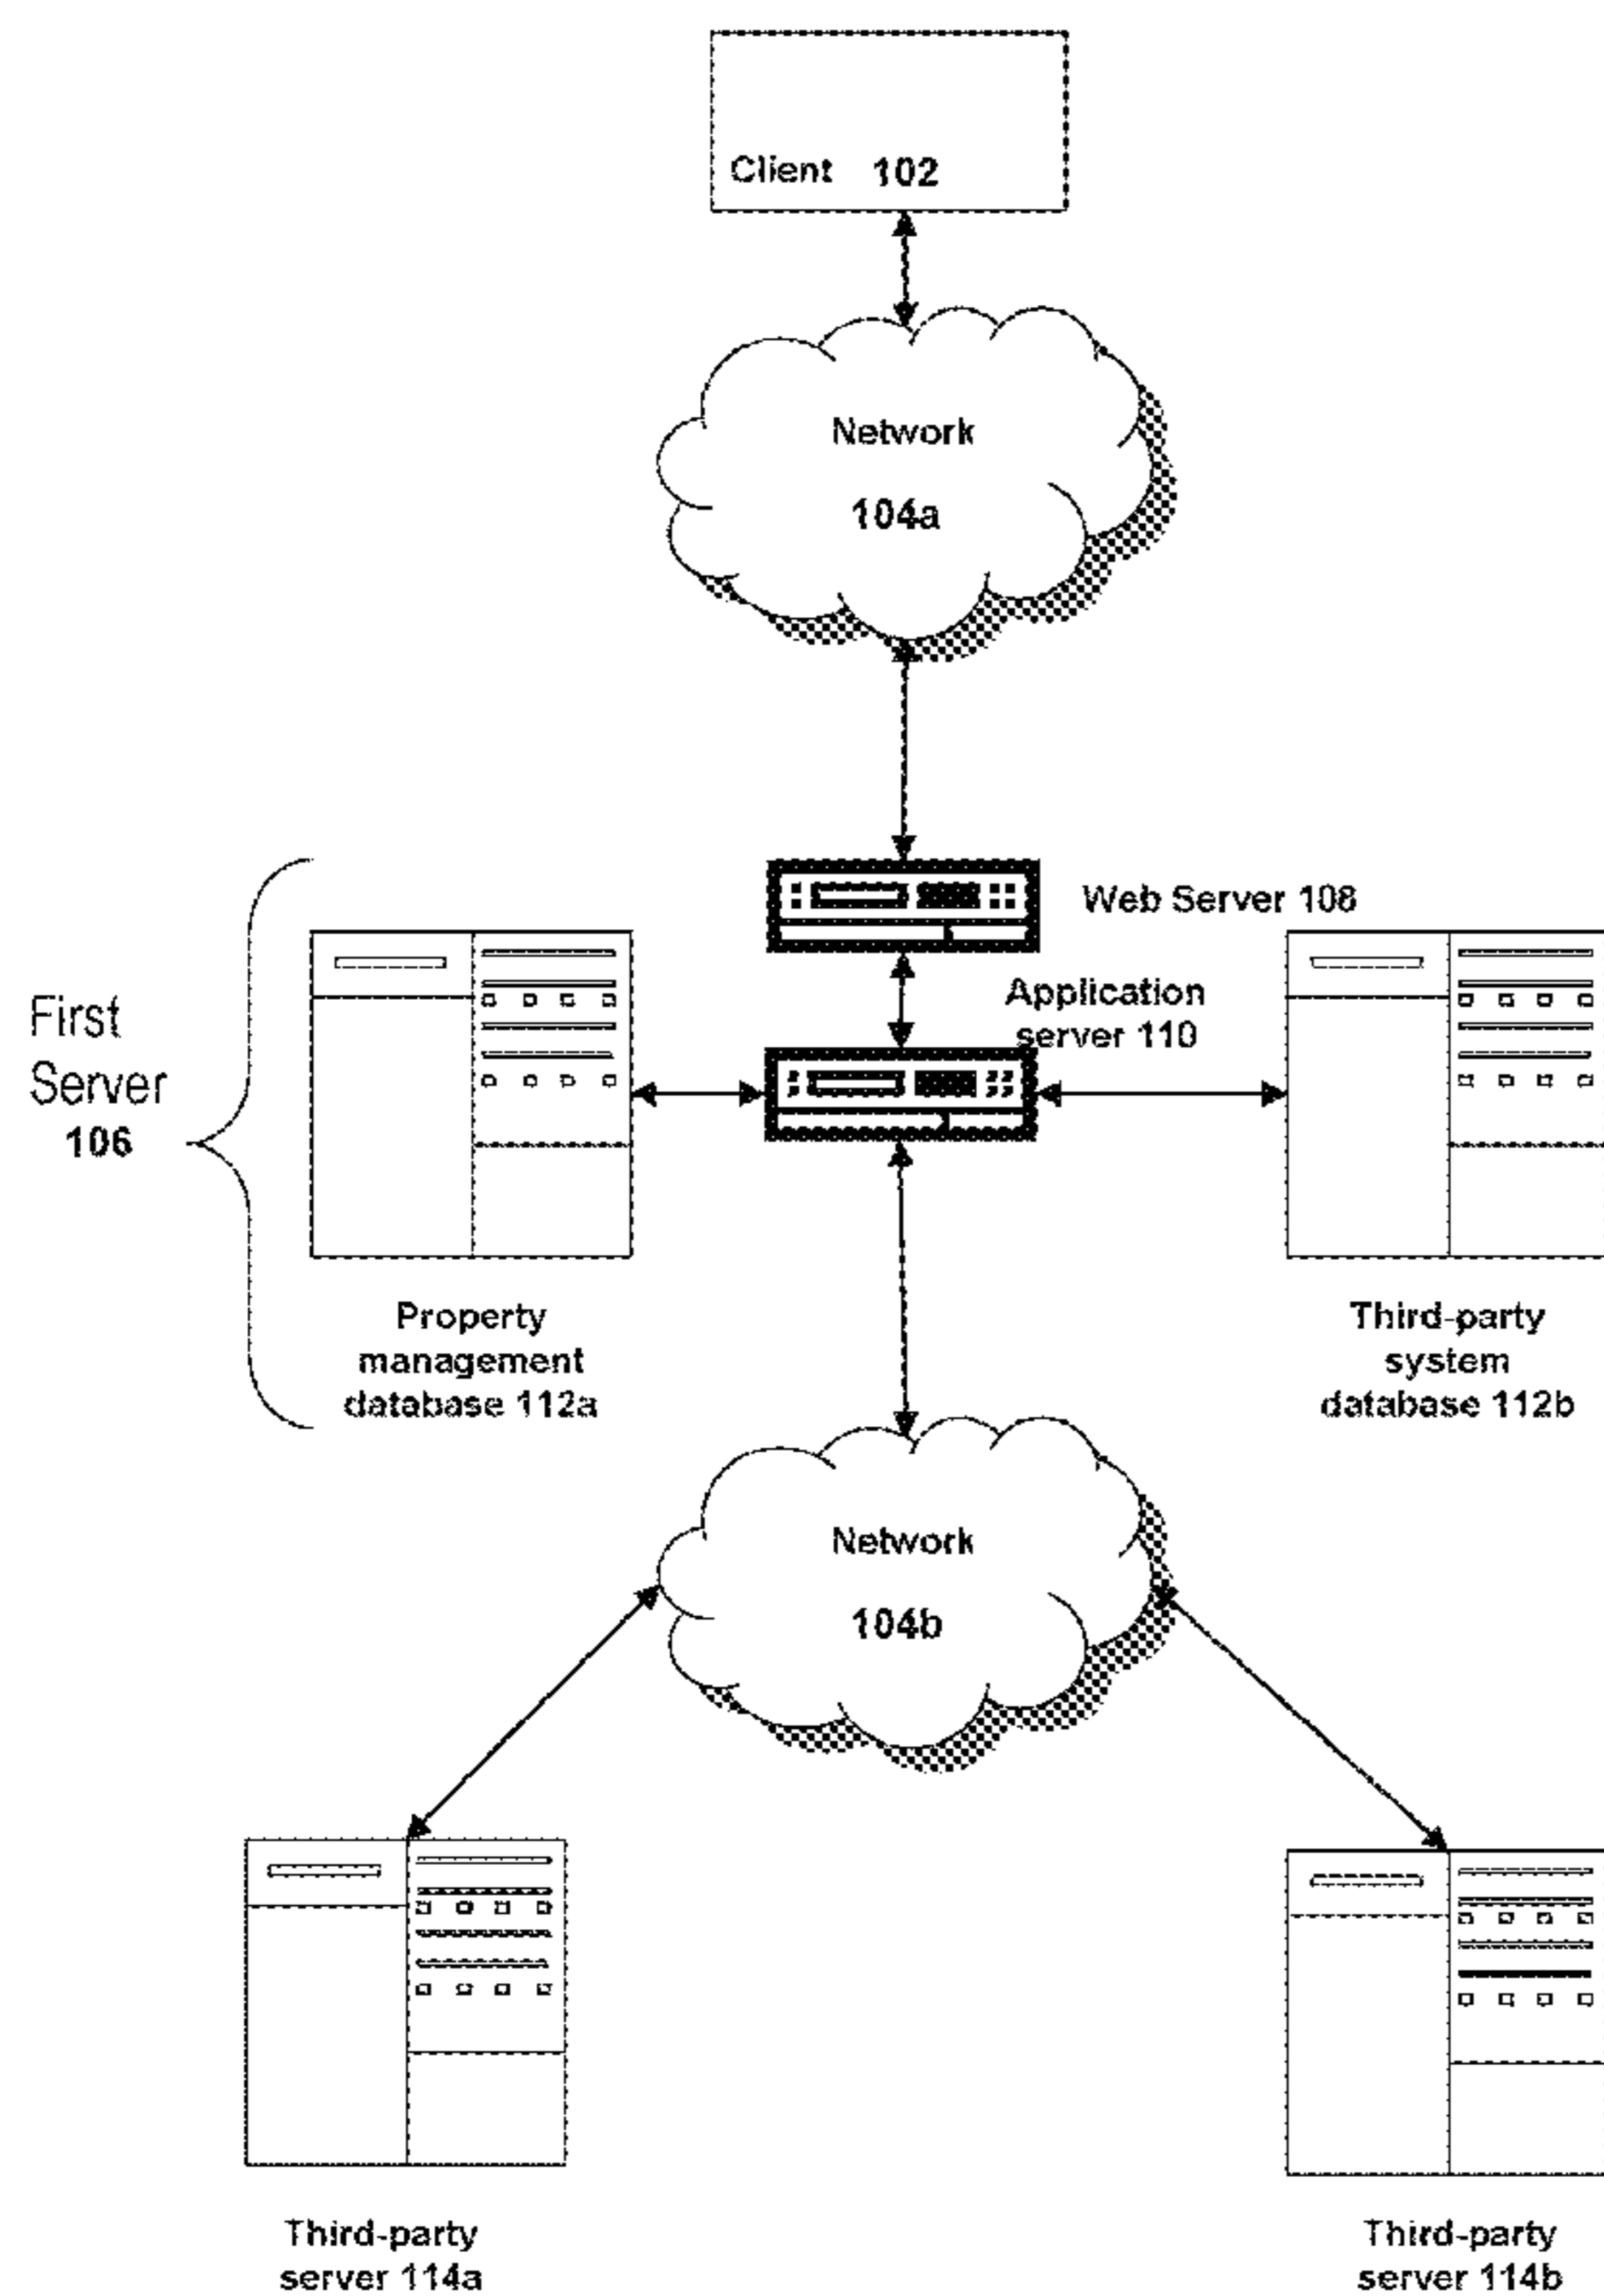 Client 102
Network
104a
Web Server 108
Application
server 110
First
Server
106
Property
management
database 112a
Third-party
system
database 112b
Network
104b
Third-party
server 114a
Third-party
server 114b